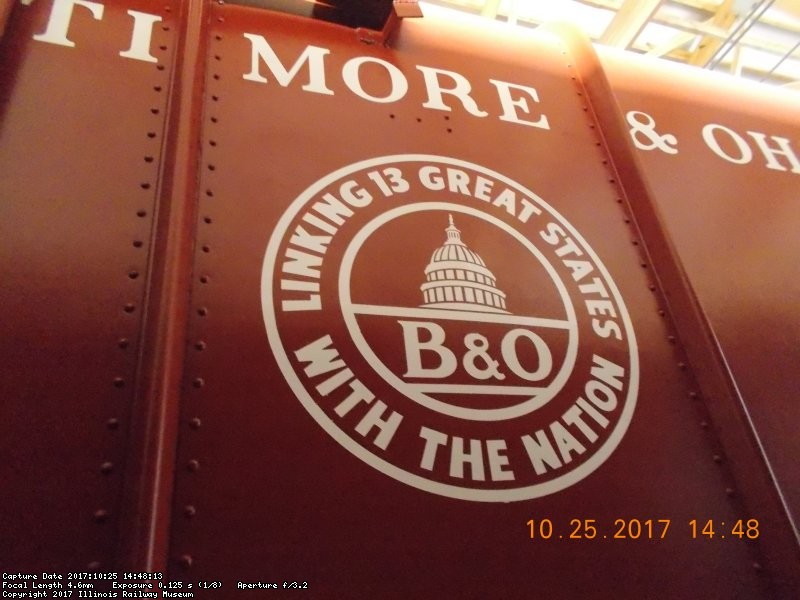 TI MORE & OH
LINKING 13 GREAT STATES
B&O
WITH THE NATION
10.25.2017 14:48
Capture Date 2017:10:25 14:48:13
Focal Length 4.6mm Exposure 0.125 s (1/8) Aperture f/3.2
Copyright 2017 Illinois Railway Museum